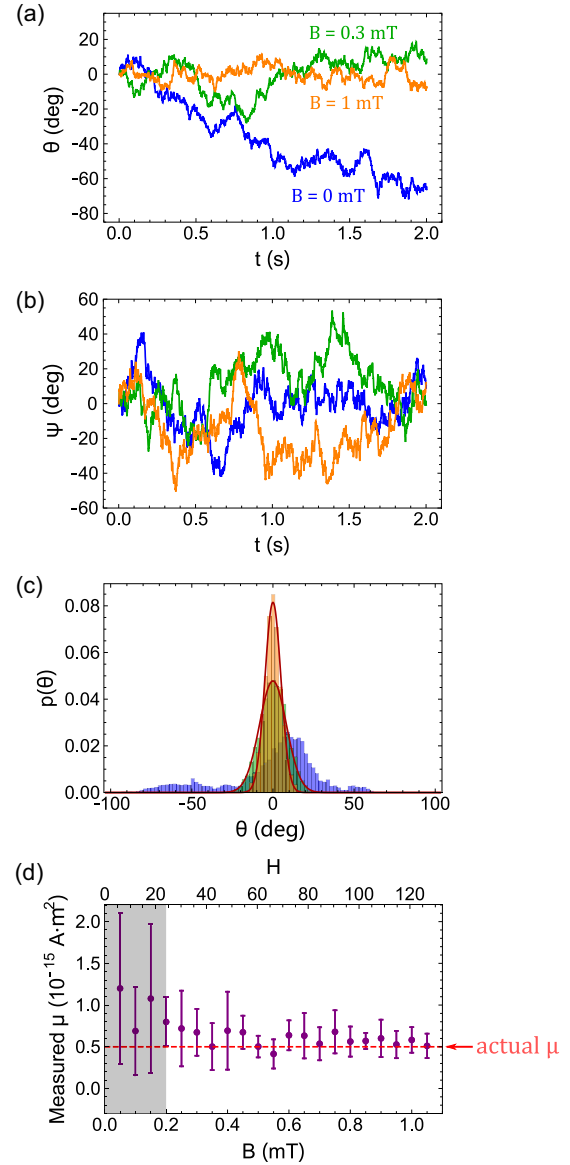 (a)
20
0
-20
-40
-60
-80
θ (deg)
B = 0.3 mT
B = 1 mT
B = 0 mT
0.0 0.5 1.0 1.5 2.0
t (s)
(b)
60
40
20
0
-20
-40
-60
ψ (deg)
0.0 0.5 1.0 1.5 2.0
t (s)
(c)
0.08
0.06
0.04
0.02
0.00
p(θ)
-100 -50 0 50 100
θ (deg)
(d)
H
0 20 40 60 80 100 120
2.0
1.5
1.0
0.5
0.0
Measured μ (10⁻¹⁵ A·m²)
actual μ
0.0 0.2 0.4 0.6 0.8 1.0
B (mT)